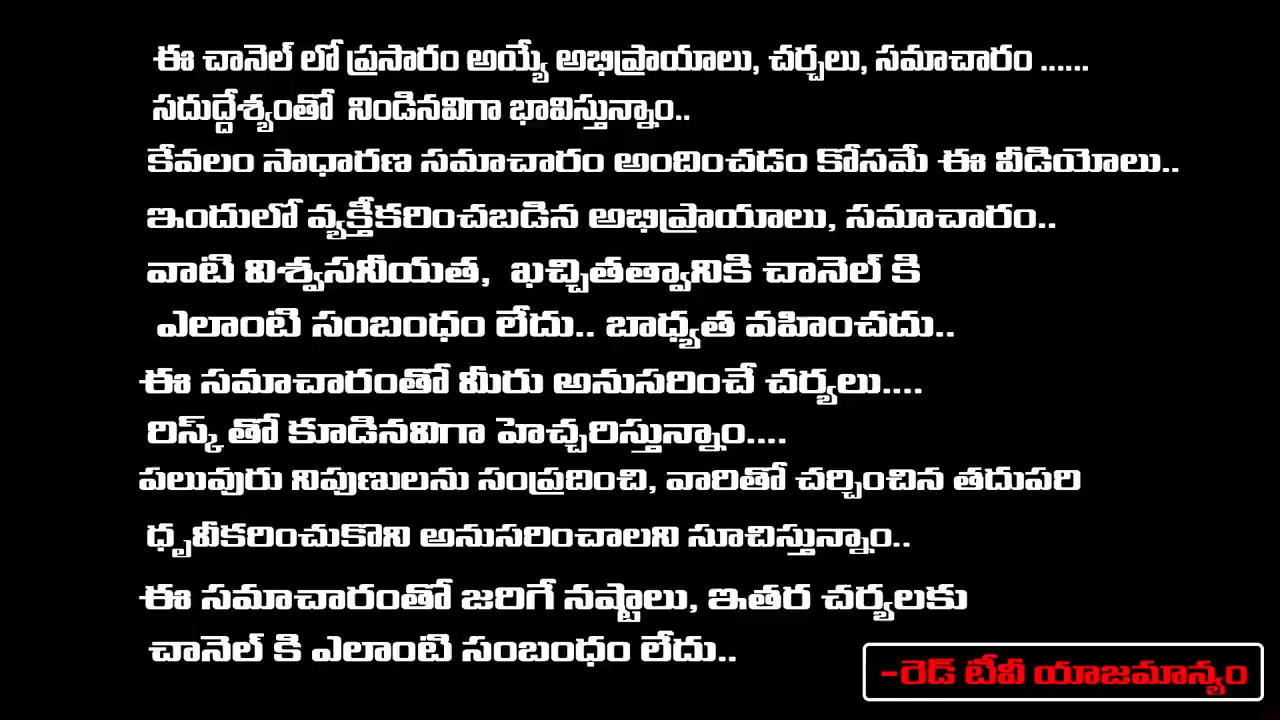 ఈ చానెల్ లో ప్రసారం అయ్యే అభిప్రాయాలు, చర్చలు, సమాచారం ......
సదుద్దేశ్యంతో నిండినవిగా భావిస్తున్నాం..
కేవలం సాధారణ సమాచారం అందించడం కోసమే ఈ వీడియోలు..
ఇందులో వ్యక్తీకరించబడిన అభిప్రాయాలు, సమాచారం..
వాటి విశ్వసనీయత, ఖచ్చితత్వానికి చానెల్ కి
ఎలాంటి సంబంధం లేదు.. బాధ్యత వహించదు..
ఈ సమాచారంతో మీరు అనుసరించే చర్యలు....
రిస్క్ తో కూడినవిగా హెచ్చరిస్తున్నాం....
పలువురు నిపుణులను సంప్రదించి, వారితో చర్చించిన తదుపరి
ధృవీకరించుకొని అనుసరించాలని సూచిస్తున్నాం..
ఈ సమాచారంతో జరిగే నష్టాలు, ఇతర చర్యలకు
చానెల్ కి ఎలాంటి సంబంధం లేదు..
-రెడ్ టీవీ యాజమాన్యం